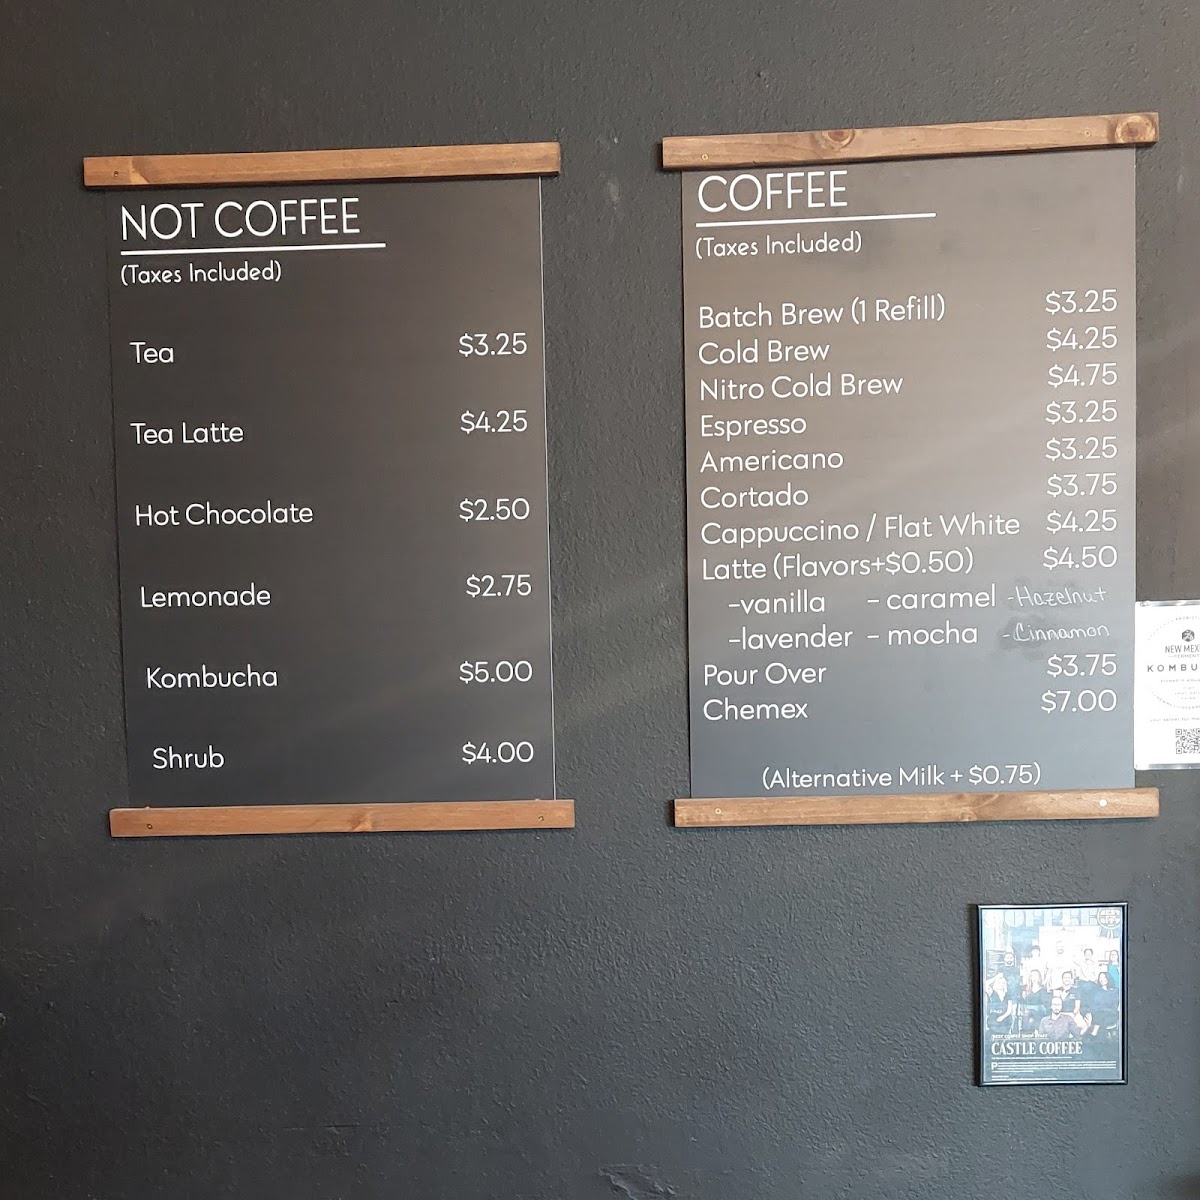 NOT COFFEE
(Taxes Included)
Tea $3.25
Tea Latte $4.25
Hot Chocolate $2.50
Lemonade $2.75
Kombucha $5.00
Shrub $4.00
COFFEE
(Taxes Included)
Batch Brew (1 Refill) $3.25
Cold Brew $4.25
Nitro Cold Brew $4.75
Espresso $3.25
Americano $3.25
Cortado $3.75
Cappuccino / Flat White $4.25
Latte (Flavors+$0.50) $4.50
-vanilla - caramel -Hazelnut
-lavender - mocha -Cinnamon
Pour Over $3.75
Chemex $7.00
(Alternative Milk + $0.75)
NEW MEX
KOMBU
CASTLE COFFEE